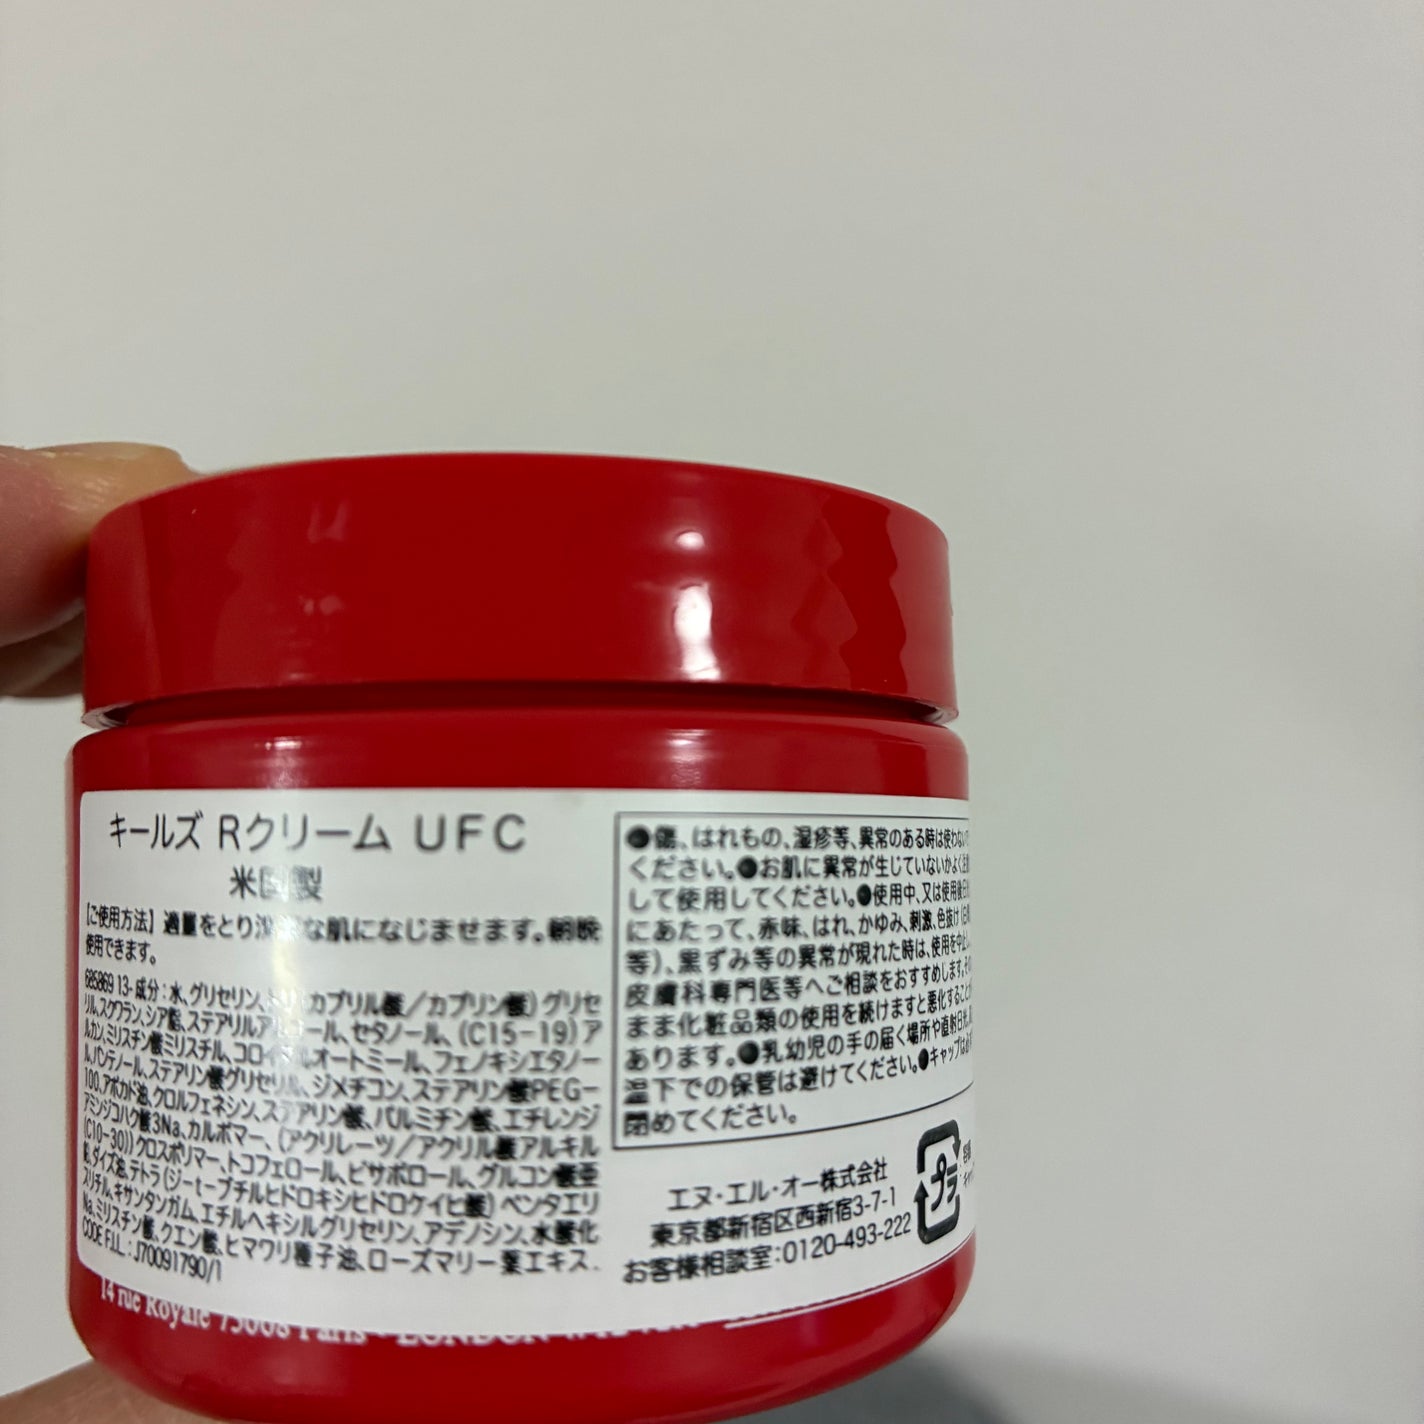 キールズ Rクリーム UFC
米国製
【ご使用方法】適量をとり な肌になじませます。朝晩
使用できます。
685869 13- 成分：水、グリセリン、 (カプリル酸／カプリン酸)グリセ
リル、スクワラン、シア脂、ステアリルアルコール、セタノール、(C15-19)ア
ルカン、ミリスチン酸ミリスチル、コロイダルオートミール、フェノキシエタノー
ル、パンテノール、ステアリン酸グリセリル、ジメチコン、ステアリン酸PEG-
100、アボカド油、クロルフェネシン、ステアリン酸、パルミチン酸、エチレンジ
アミンジコハク酸3Na、カルボマー、(アクリレーツ／アクリル酸アルキル
(C10-30))クロスポリマー、トコフェロール、ビサボロール、グルコン酸亜
鉛、ダイズ油、テトラ(ジ-t-ブチルヒドロキシヒドロケイヒ酸)ペンタエリ
スリチル、キサンタンガム、エチルヘキシルグリセリン、アデノシン、水酸化
Na、ミリスチン酸、クエン酸、ヒマワリ種子油、ローズマリー葉エキス.
CODE F.I.L. : J70091790/1
●傷、はれもの、湿疹等、異常のある時は使わないで
ください。●お肌に異常が生じていないかよく注
して使用してください。●使用中、又は使用後日
にあたって、赤味、はれ、かゆみ、刺激、色抜け(白
等)、黒ずみ等の異常が現れた時は、使用を中止し、
皮膚科専門医等へご相談をおすすめします。その
まま化粧品類の使用を続けますと悪化することが
あります。●乳幼児の手の届く場所や直射日光、
温下での保管は避けてください。●キャップは必ず
閉めてください。
エヌ・エル・オー株式会社
東京都新宿区西新宿3-7-1
お客様相談室:0120-493-222
プラ
14 rue Royale 75008 Paris - LONDON